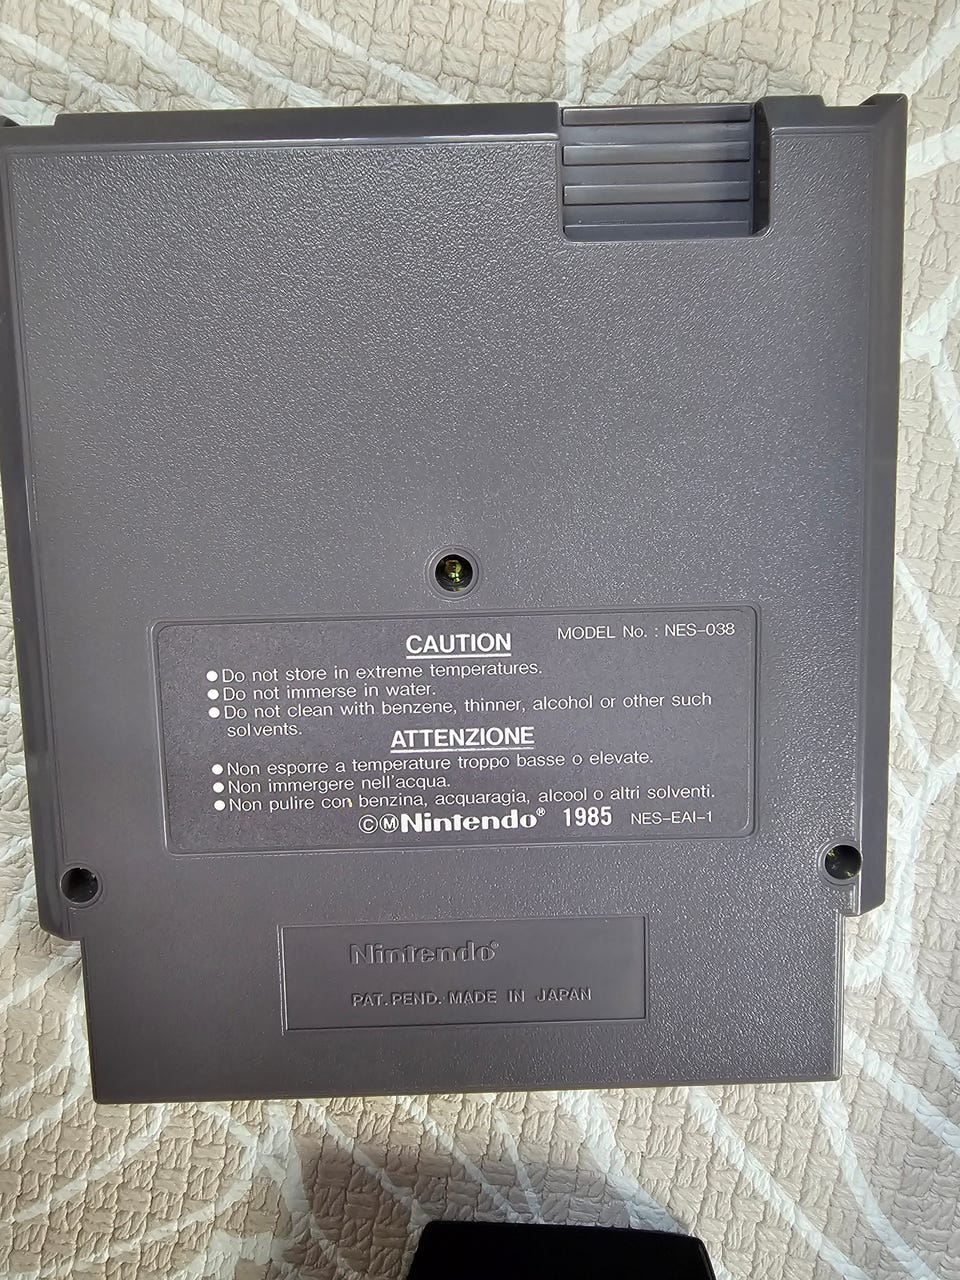 CAUTION MODEL No. : NES-038
●Do not store in extreme temperatures.
●Do not immerse in water.
●Do not clean with benzene, thinner, alcohol or other such
solvents.
ATTENZIONE
●Non esporre a temperature troppo basse o elevate.
●Non immergere nell'acqua.
●Non pulire con benzina, acquaragia, alcool o altri solventi.
©ⓂNintendo® 1985 NES-EAI-1
Nintendo®
PAT. PEND. MADE IN JAPAN